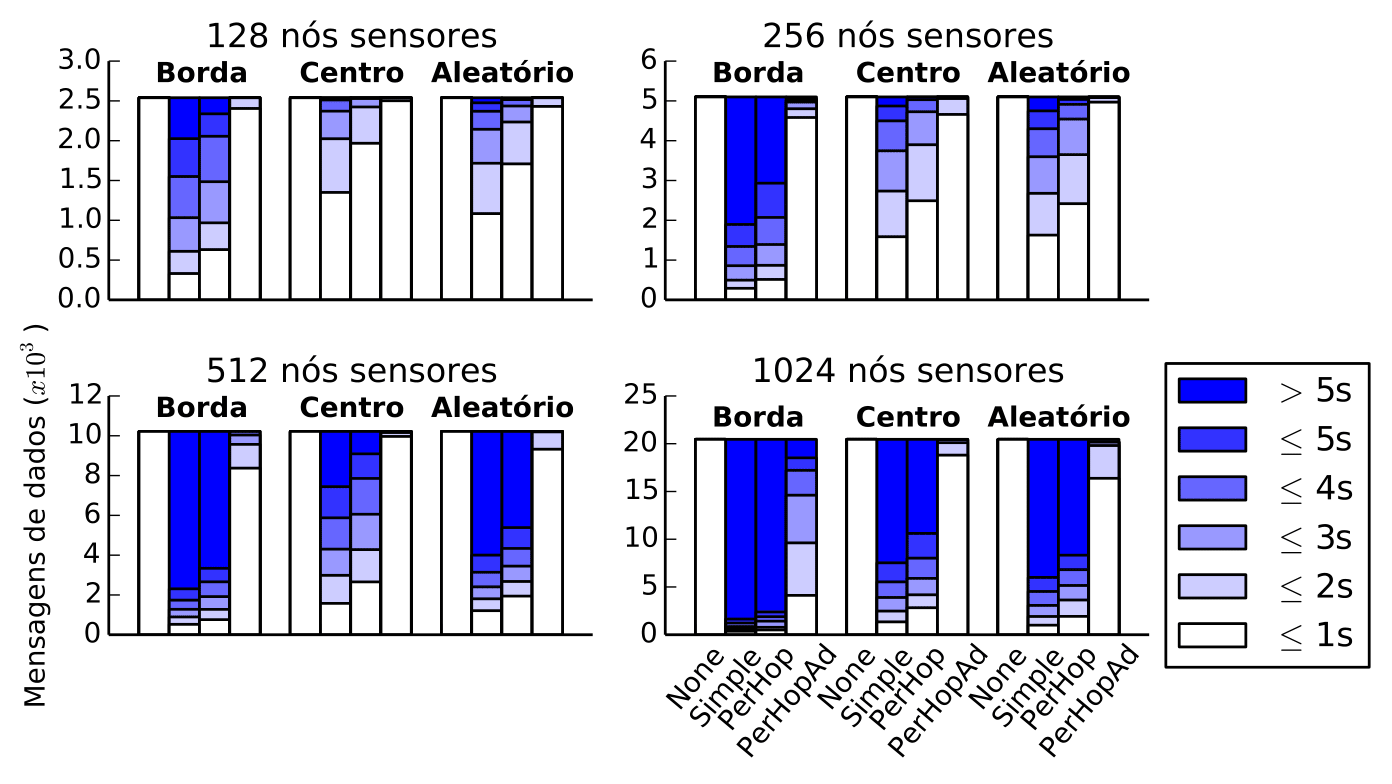 128 nós sensores
3.0
2.5
2.0
1.5
1.0
0.5
0.0
Borda Centro Aleatório
256 nós sensores
6
5
4
3
2
1
0
Borda Centro Aleatório
Mensagens de dados (x10³)
512 nós sensores
12
10
8
6
4
2
0
Borda Centro Aleatório
1024 nós sensores
25
20
15
10
5
0
Borda Centro Aleatório
None Simple PerHop PerHopAd None Simple PerHop PerHopAd None Simple PerHop PerHopAd
> 5s
≤ 5s
≤ 4s
≤ 3s
≤ 2s
≤ 1s